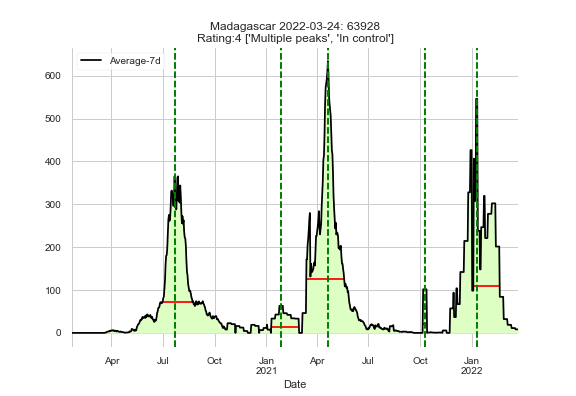 Madagascar 2022-03-24: 63928
Rating:4 ['Multiple peaks', 'In control']
Average-7d
600
500
400
300
200
100
0
Apr Jul Oct Jan Apr Jul Oct Jan
2021 2022
Date